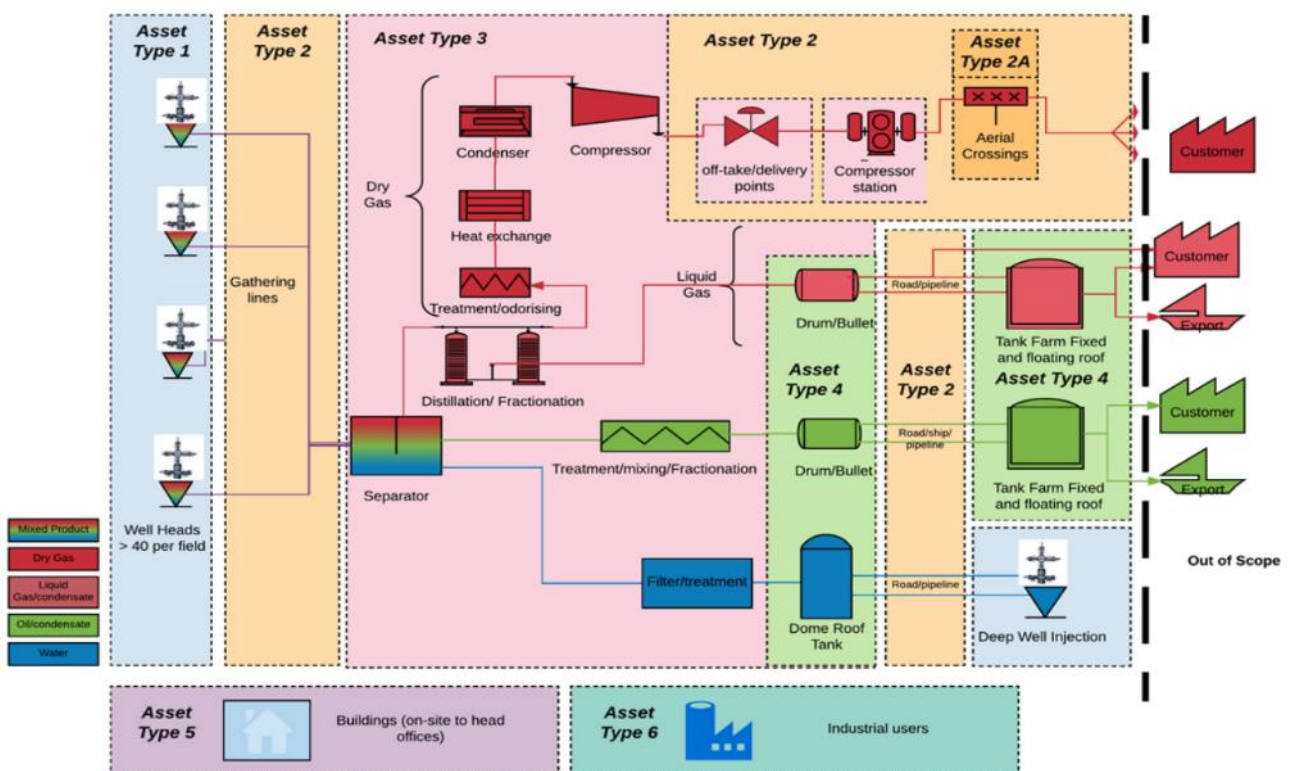 Asset
Type 1
Asset
Type 2
Asset Type 3
Asset Type 2
Asset
Type 2A
Condenser
Compressor
off-take/delivery
points
Compressor
station
Aerial
Crossings
Customer
Dry
Gas
Heat exchange
Gathering
lines
Treatment/odorising
Liquid
Gas
Drum/Bullet
Road/pipeline
Tank Farm Fixed
and floating roof
Customer
Export
Distillation/ Fractionation
Asset
Type 4
Asset
Type 2
Asset Type 4
Separator
Treatment/mixing/Fractionation
Drum/Bullet
Road/ship/
pipeline
Tank Farm Fixed
and floating roof
Customer
Export
Well Heads
> 40 per field
Mixed Product
Dry Gas
Liquid
Gas/condensate
Oil/condensate
Water
Filter/treatment
Dome Roof
Tank
Road/pipeline
Deep Well Injection
Out of Scope
Asset
Type 5
Buildings (on-site to head
offices)
Asset
Type 6
Industrial users